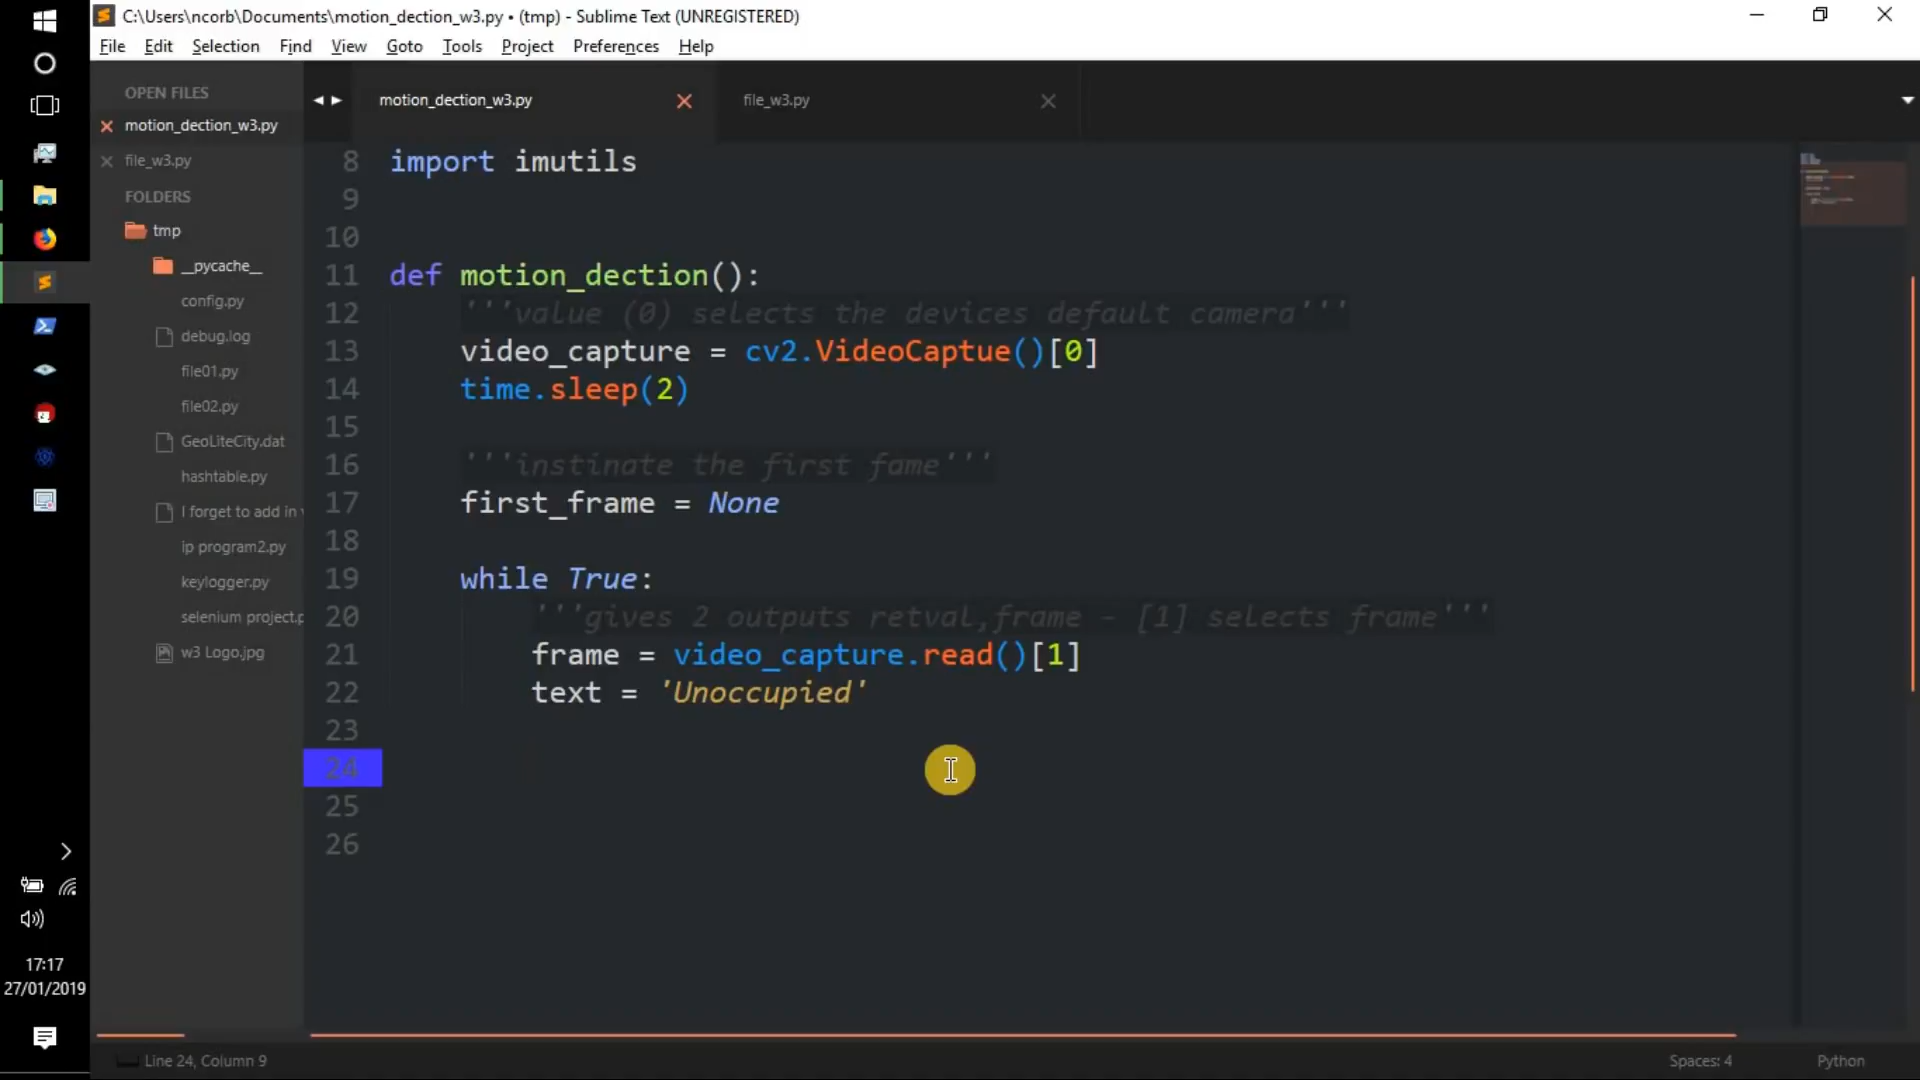 C:\Users\ncorb\Documents\motion_dection_w3.py • (tmp) - Sublime Text (UNREGISTERED)
File Edit Selection Find View Goto Tools Project Preferences Help
OPEN FILES
motion_dection_w3.py
file_w3.py
FOLDERS
tmp
__pycache__
config.py
debug.log
file01.py
file02.py
GeoLiteCity.dat
hashtable.py
I forget to add in
ip program2.py
keylogger.py
selenium project.p
w3 Logo.jpg
motion_dection_w3.py
file_w3.py
8 import imutils
9
10
11 def motion_dection():
12 '''value (0) selects the devices default camera'''
13 video_capture = cv2.VideoCaptue()[0]
14 time.sleep(2)
15
16 '''instinate the first fame'''
17 first_frame = None
18
19 while True:
20 '''gives 2 outputs retval,frame - [1] selects frame'''
21 frame = video_capture.read()[1]
22 text = 'Unoccupied'
23
24
25
26
17:17
27/01/2019
Line 24, Column 9
Spaces: 4
Python